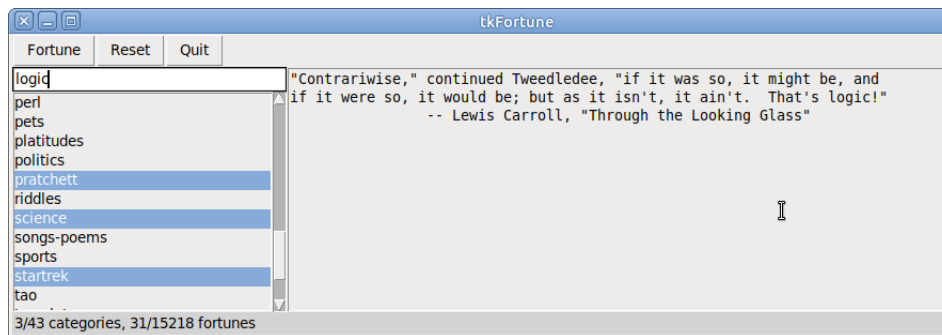 tkFortune
Fortune Reset Quit
logic
perl
pets
platitudes
politics
pratchett
riddles
science
songs-poems
sports
startrek
tao
"Contrariwise," continued Tweedledee, "if it was so, it might be, and
if it were so, it would be; but as it isn't, it ain't.  That's logic!"
-- Lewis Carroll, "Through the Looking Glass"
3/43 categories, 31/15218 fortunes